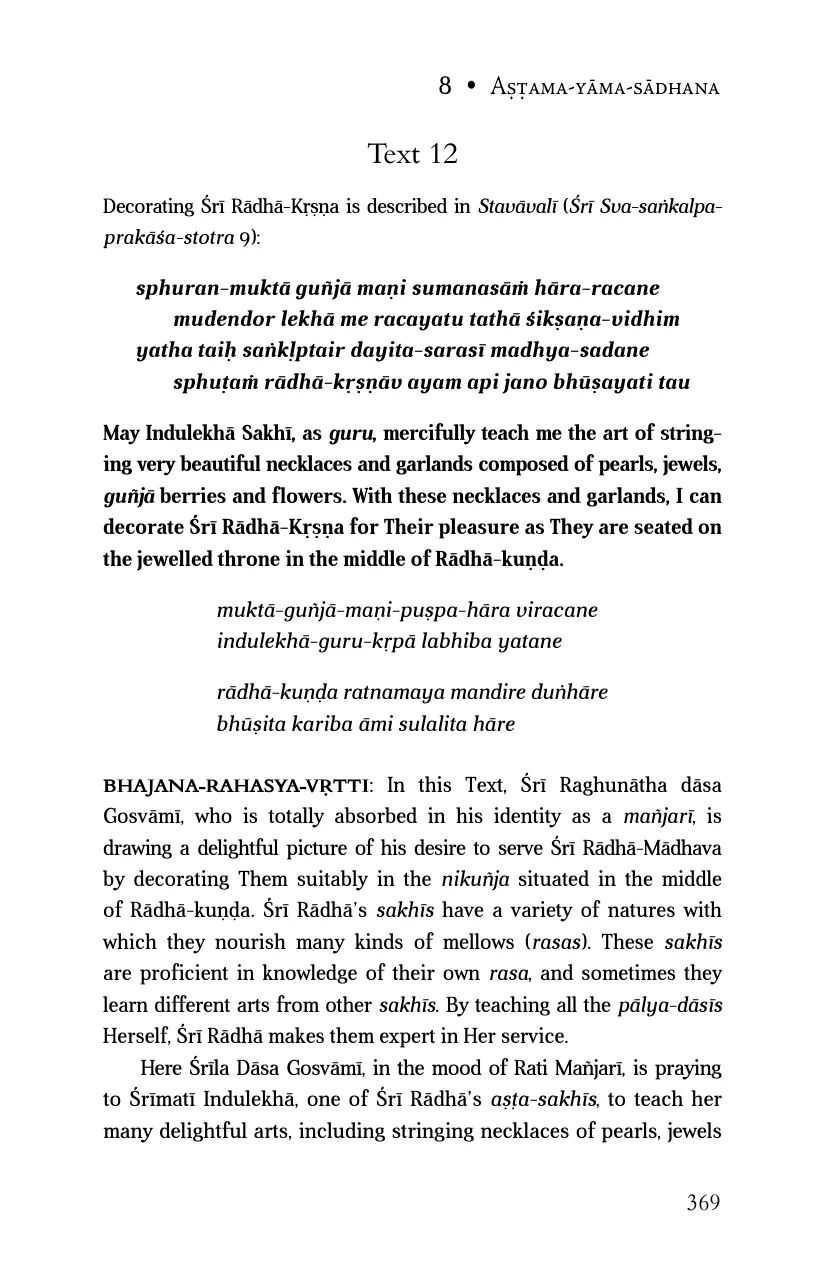 8 • Aṣṭama-yāma-sādhana
Text 12
Decorating Śrī Rādhā-Kṛṣṇa is described in Stavāvalī (Śrī Sva-saṅkalpa-
prakāśa-stotra 9):
sphuran-muktā guñjā maṇi sumanasāṁ hāra-racane
mudendor lekhā me racayatu tathā śikṣaṇa-vidhim
yatha taiḥ saṅkḷptair dayita-sarasī madhya-sadane
sphuṭaṁ rādhā-kṛṣṇāv ayam api jano bhūṣayati tau
May Indulekhā Sakhī, as guru, mercifully teach me the art of string-
ing very beautiful necklaces and garlands composed of pearls, jewels,
guñjā berries and flowers. With these necklaces and garlands, I can
decorate Śrī Rādhā-Kṛṣṇa for Their pleasure as They are seated on
the jewelled throne in the middle of Rādhā-kuṇḍa.
muktā-guñjā-maṇi-puṣpa-hāra viracane
indulekhā-guru-kṛpā labhiba yatane
rādhā-kuṇḍa ratnamaya mandire duṅhāre
bhūṣita kariba āmi sulalita hāre
BHAJANA-RAHASYA-VṚTTI: In this Text, Śrī Raghunātha dāsa
Gosvāmī, who is totally absorbed in his identity as a mañjarī, is
drawing a delightful picture of his desire to serve Śrī Rādhā-Mādhava
by decorating Them suitably in the nikuñja situated in the middle
of Rādhā-kuṇḍa. Śrī Rādhā’s sakhīs have a variety of natures with
which they nourish many kinds of mellows (rasas). These sakhīs
are proficient in knowledge of their own rasa, and sometimes they
learn different arts from other sakhīs. By teaching all the pālya-dāsīs
Herself, Śrī Rādhā makes them expert in Her service.
Here Śrīla Dāsa Gosvāmī, in the mood of Rati Mañjarī, is praying
to Śrīmatī Indulekhā, one of Śrī Rādhā’s aṣṭa-sakhīs, to teach her
many delightful arts, including stringing necklaces of pearls, jewels
369